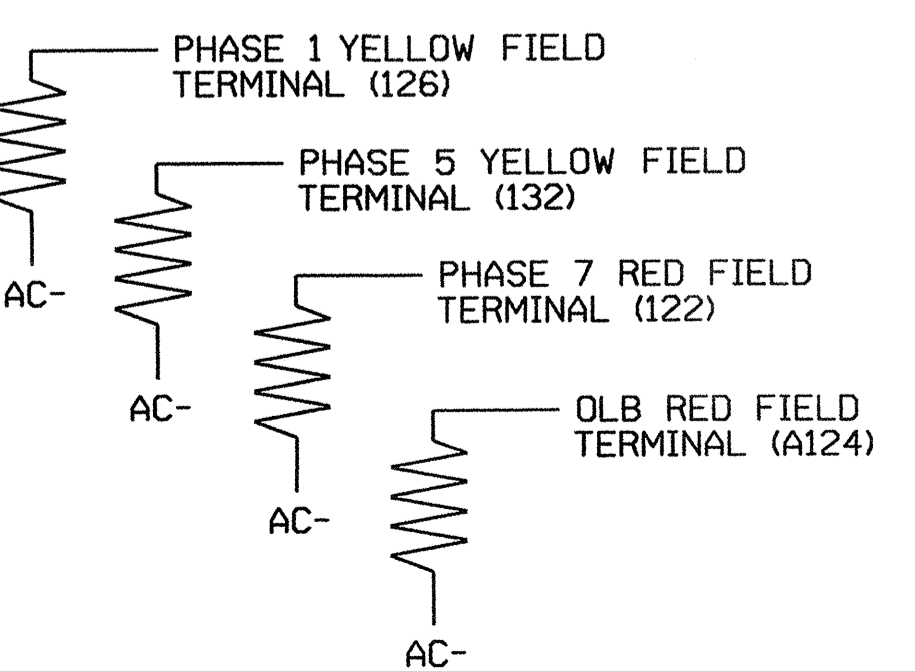 PHASE 1 YELLOW FIELD
TERMINAL (126)
PHASE 5 YELLOW FIELD
TERMINAL (132)
AC-
PHASE 7 RED FIELD
TERMINAL (122)
AC-
OLB RED FIELD
TERMINAL (A124)
AC-
AC-